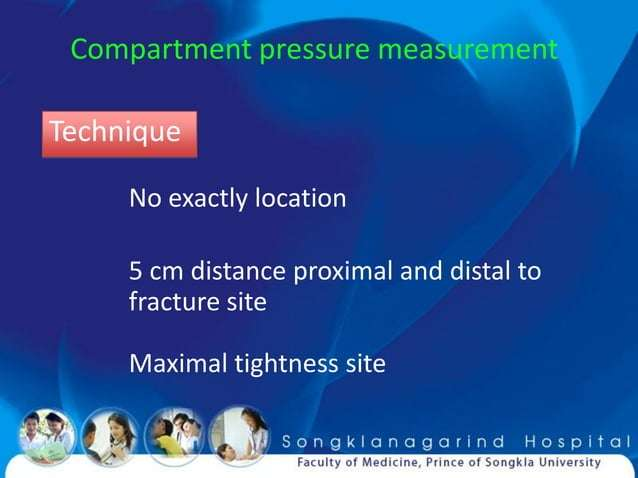 Compartment pressure measurement
Technique
No exactly location
5 cm distance proximal and distal to
fracture site
Maximal tightness site
Songklanagarind Hospital
Faculty of Medicine, Prince of Songkla University